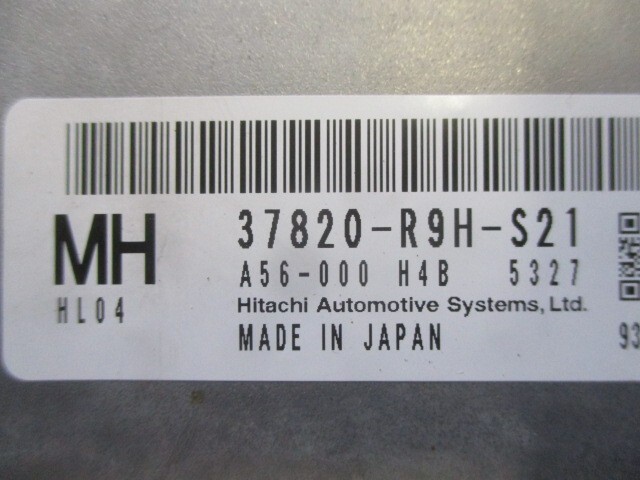 MH
37820-R9H-S21
A56-000 H4B 5327
HL04
Hitachi Automotive Systems, Ltd.
MADE IN JAPAN
93